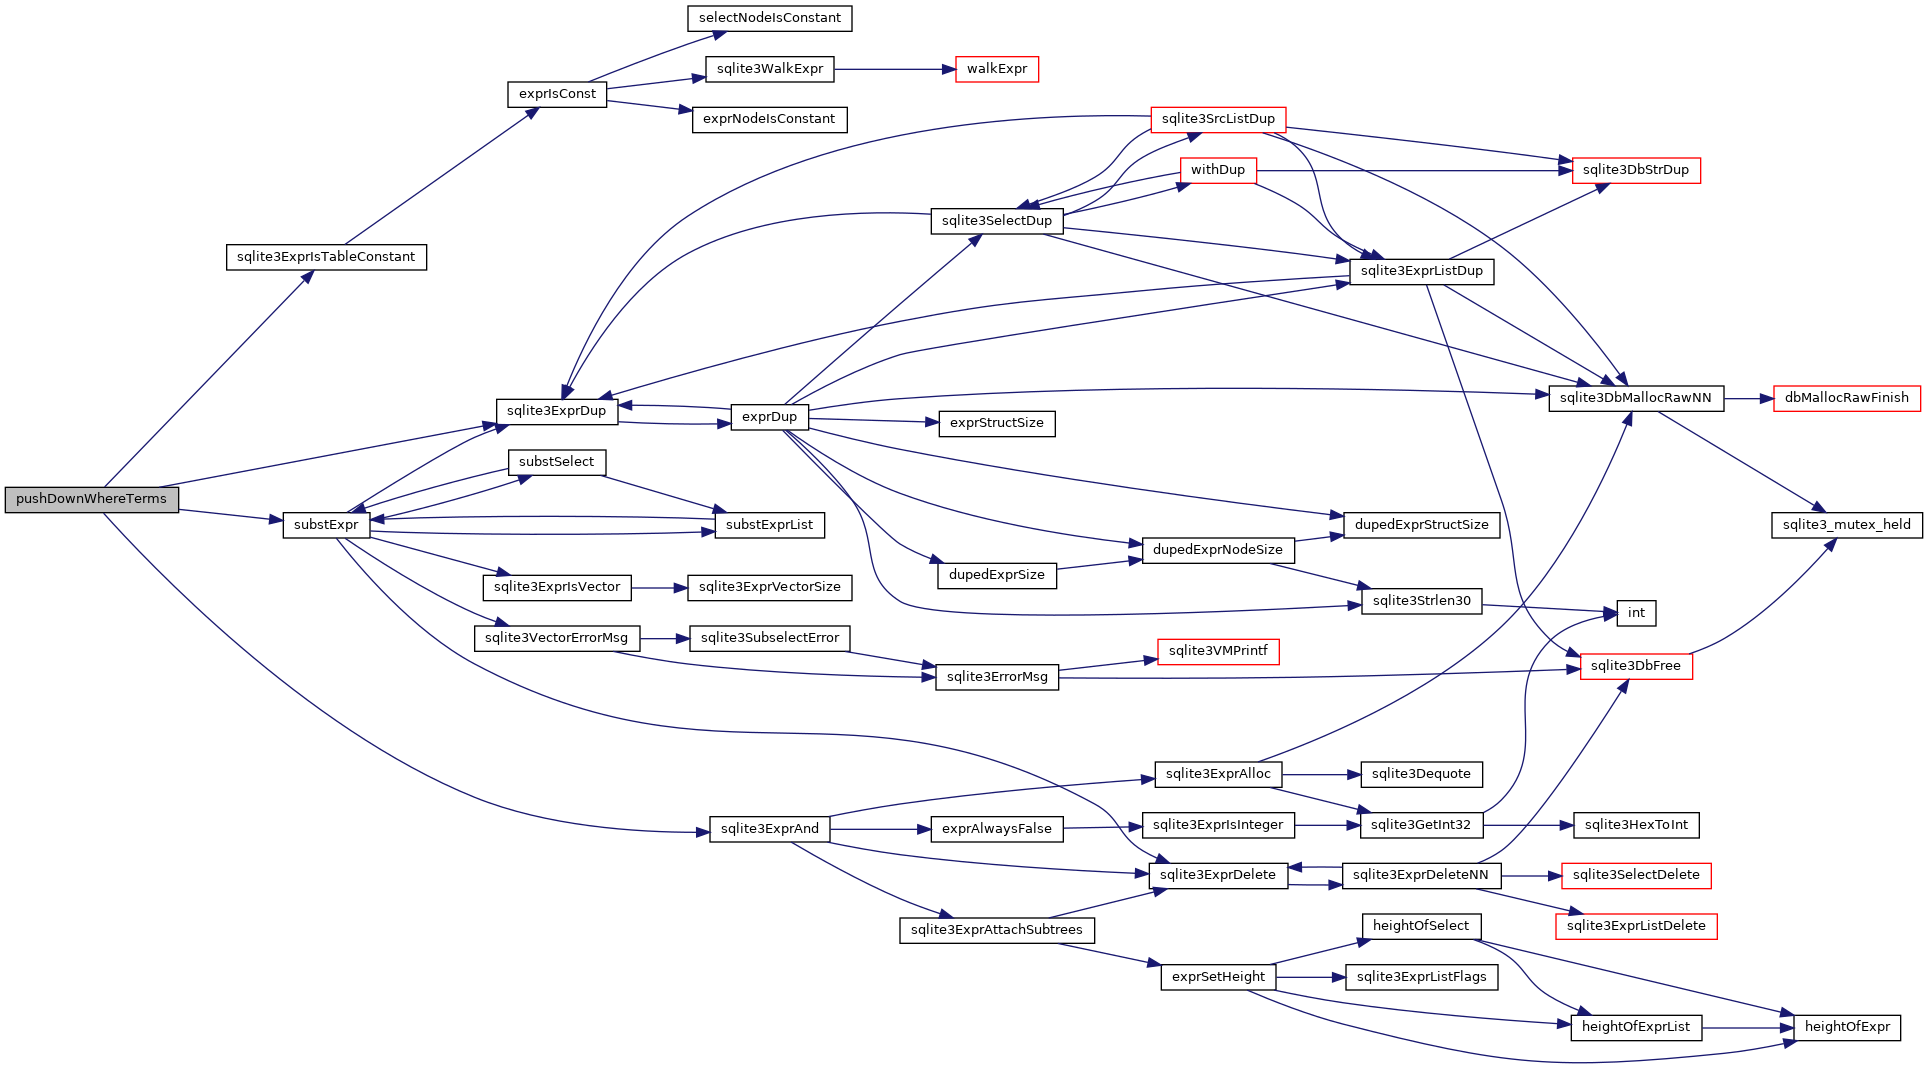 selectNodeIsConstant
sqlite3WalkExpr
walkExpr
exprIsConst
exprNodeIsConstant
sqlite3SrcListDup
withDup
sqlite3DbStrDup
sqlite3SelectDup
sqlite3ExprIsTableConstant
sqlite3ExprListDup
sqlite3DbMallocRawNN
dbMallocRawFinish
sqlite3ExprDup
exprDup
exprStructSize
substSelect
pushDownWhereTerms
substExpr
substExprList
dupedExprStructSize
sqlite3_mutex_held
dupedExprNodeSize
dupedExprSize
sqlite3ExprIsVector
sqlite3ExprVectorSize
sqlite3Strlen30
int
sqlite3VectorErrorMsg
sqlite3SubselectError
sqlite3VMPrintf
sqlite3ErrorMsg
sqlite3DbFree
sqlite3ExprAlloc
sqlite3Dequote
sqlite3ExprAnd
exprAlwaysFalse
sqlite3ExprIsInteger
sqlite3GetInt32
sqlite3HexToInt
sqlite3ExprDelete
sqlite3ExprDeleteNN
sqlite3SelectDelete
sqlite3ExprListDelete
sqlite3ExprAttachSubtrees
heightOfSelect
exprSetHeight
sqlite3ExprListFlags
heightOfExprList
heightOfExpr